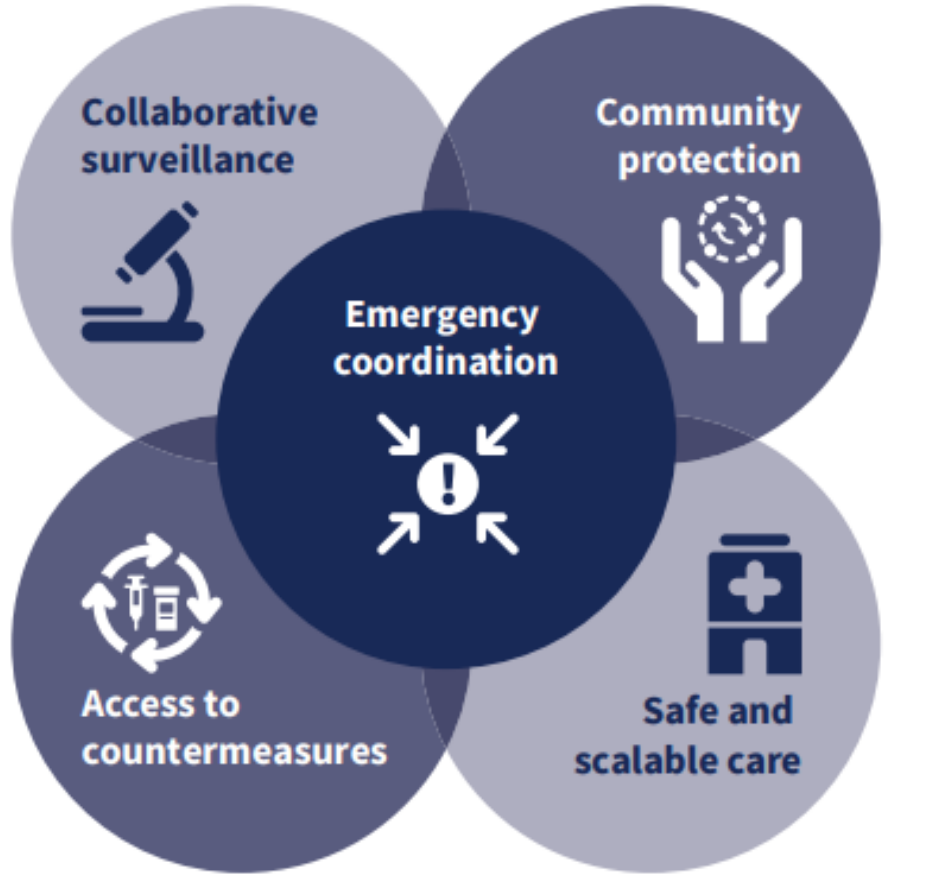 Collaborative
surveillance
Community
protection
Emergency
coordination
Access to
countermeasures
Safe and
scalable care